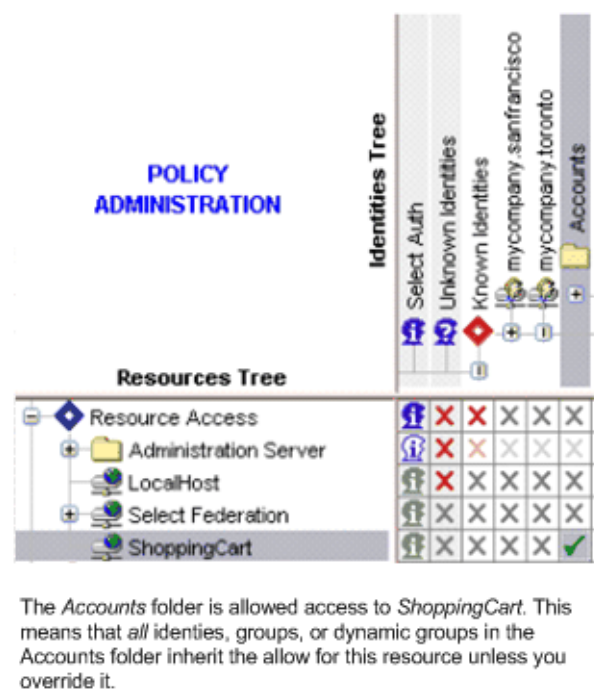 POLICY
ADMINISTRATION
Identities Tree
Select Auth
Unknown Identities
Known Identities
mycompany.sanfrancisco
mycompany.toronto
Accounts
Resources Tree
Resource Access
Administration Server
LocalHost
Select Federation
ShoppingCart
The Accounts folder is allowed access to ShoppingCart. This
means that all identies, groups, or dynamic groups in the
Accounts folder inherit the allow for this resource unless you
override it.